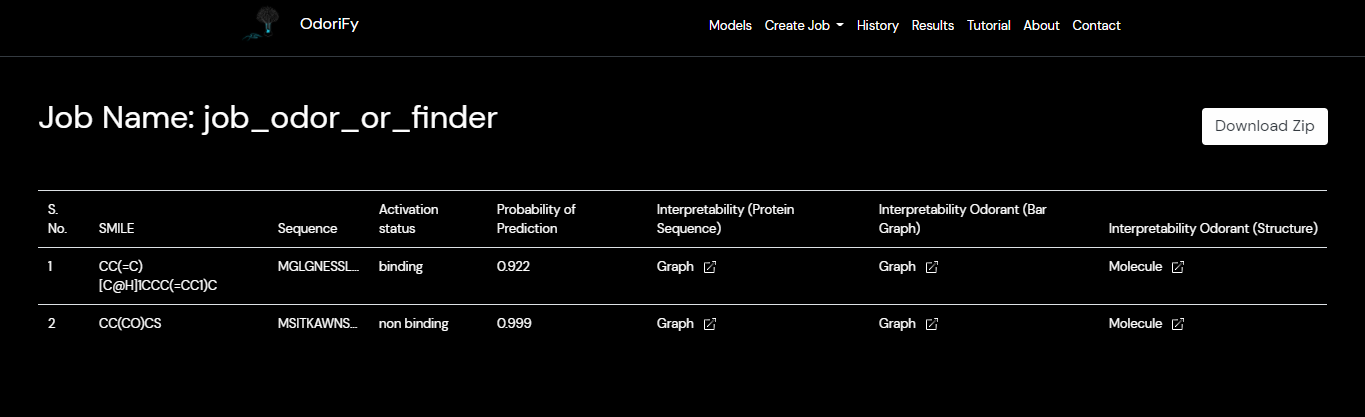 OdoriFy Models Create Job History Results Tutorial About Contact
Job Name: job_odor_or_finder
Download Zip
S. No. SMILE Sequence Activation status Probability of Prediction Interpretability (Protein Sequence) Interpretability Odorant (Bar Graph) Interpretability Odorant (Structure)
1 CC(=C)[C@H]1CCC(=CC1)C MGLGNESSL... binding 0.922 Graph Graph Molecule
2 CC(CO)CS MSITKAWNS... non binding 0.999 Graph Graph Molecule